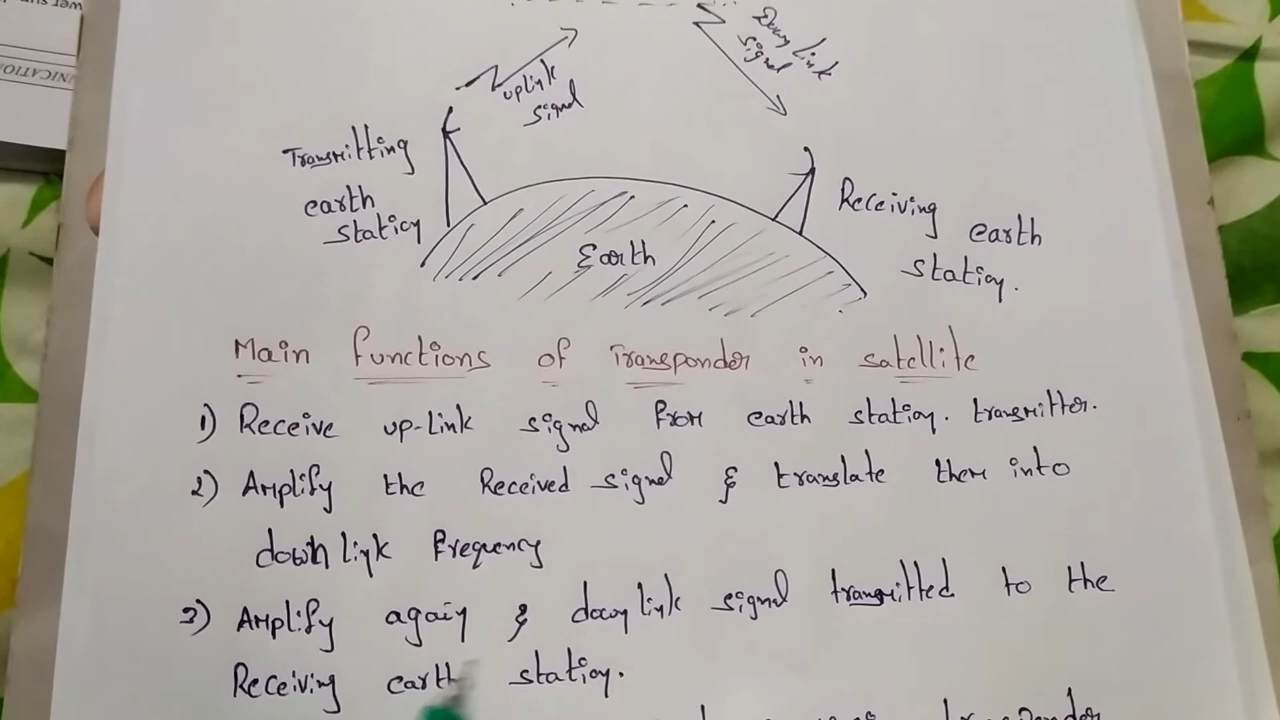 uplink
signal
Down link
signal
Transmitting
earth
station
Receiving
earth
station.
Earth
Main functions of Transponder in satellite
1) Receive up-link signal from earth station. transmitter.
2) Amplify the Received signal & translate them into
down link frequency
3) Amplify again & down link signal transmitted to the
Receiving earth station.